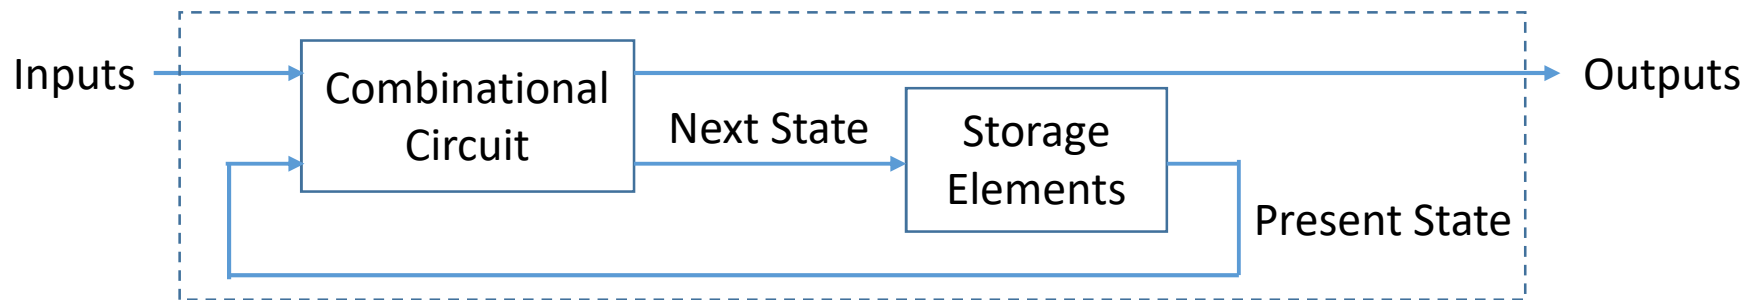 Inputs
Combinational
Circuit
Next State
Storage
Elements
Present State
Outputs